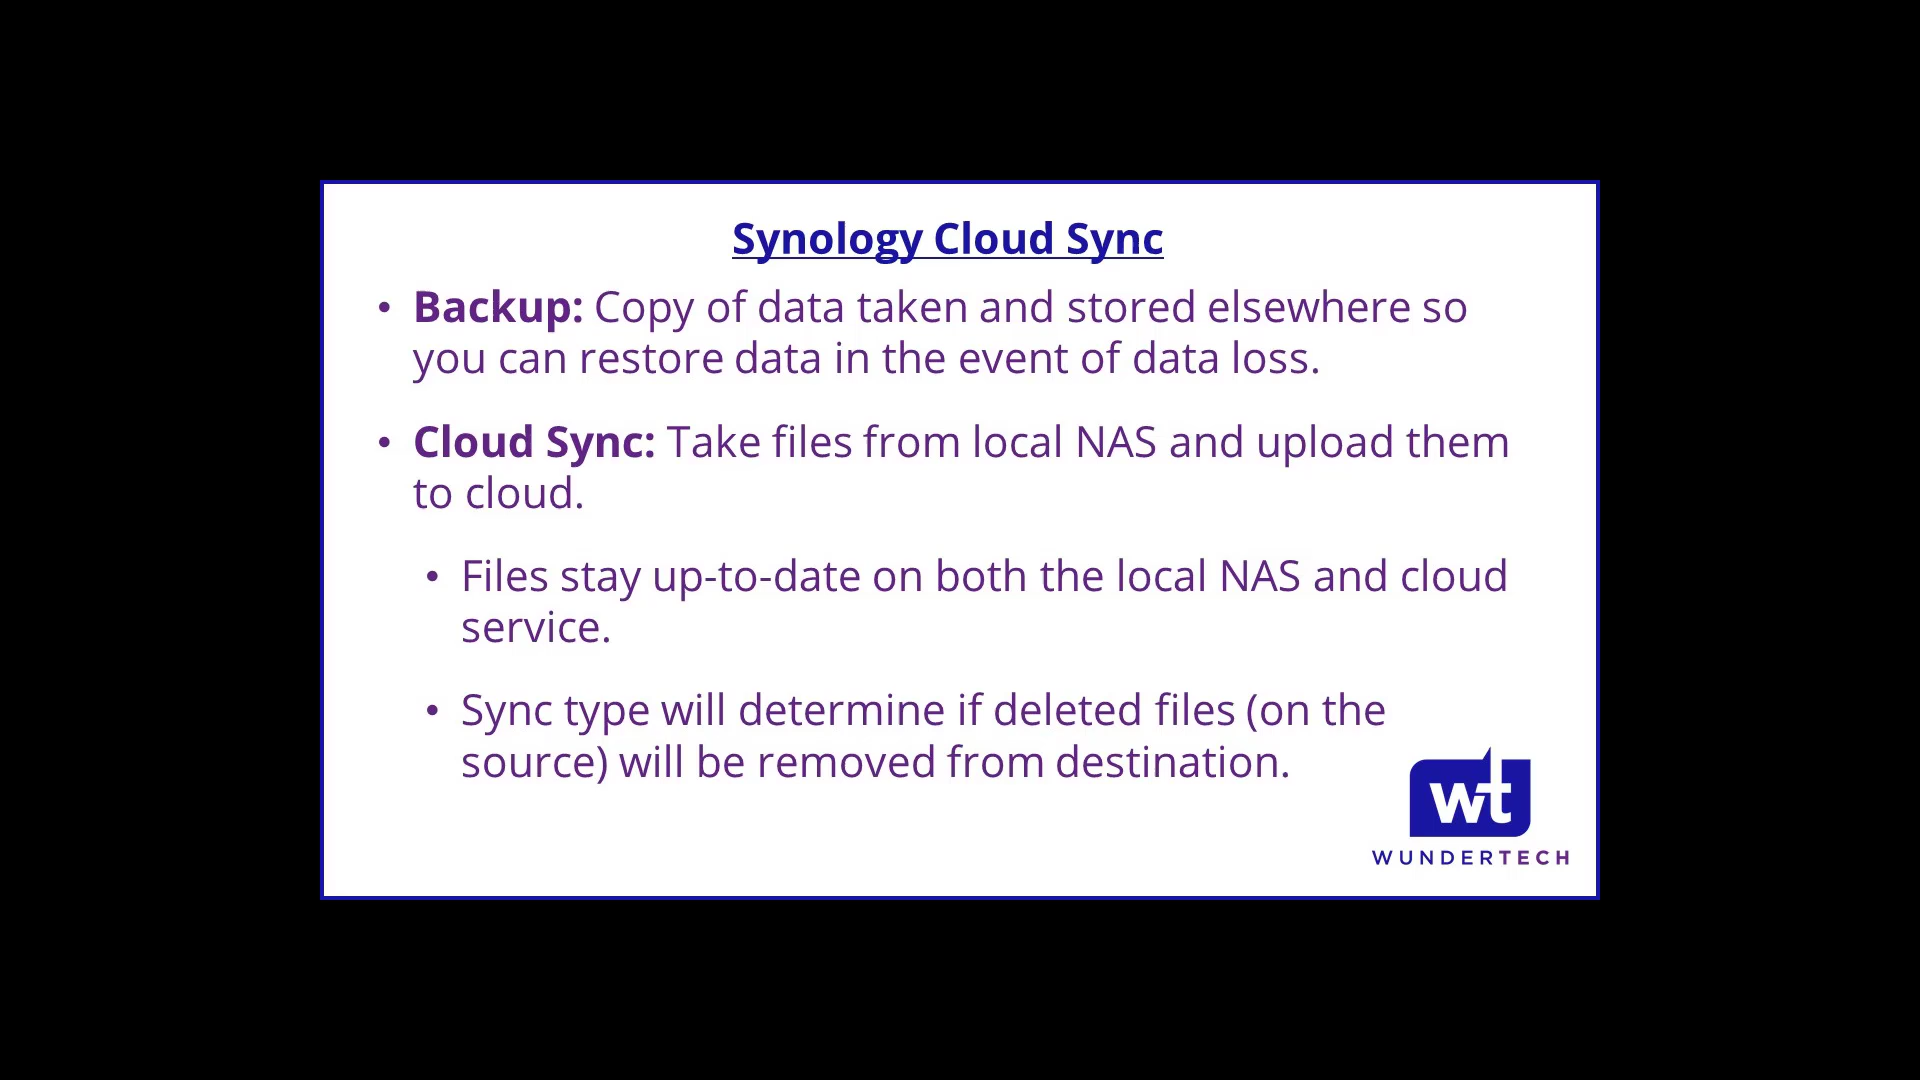 Synology Cloud Sync
• Backup: Copy of data taken and stored elsewhere so
you can restore data in the event of data loss.
• Cloud Sync: Take files from local NAS and upload them
to cloud.
• Files stay up-to-date on both the local NAS and cloud
service.
• Sync type will determine if deleted files (on the
source) will be removed from destination.
wt
WUNDERTECH